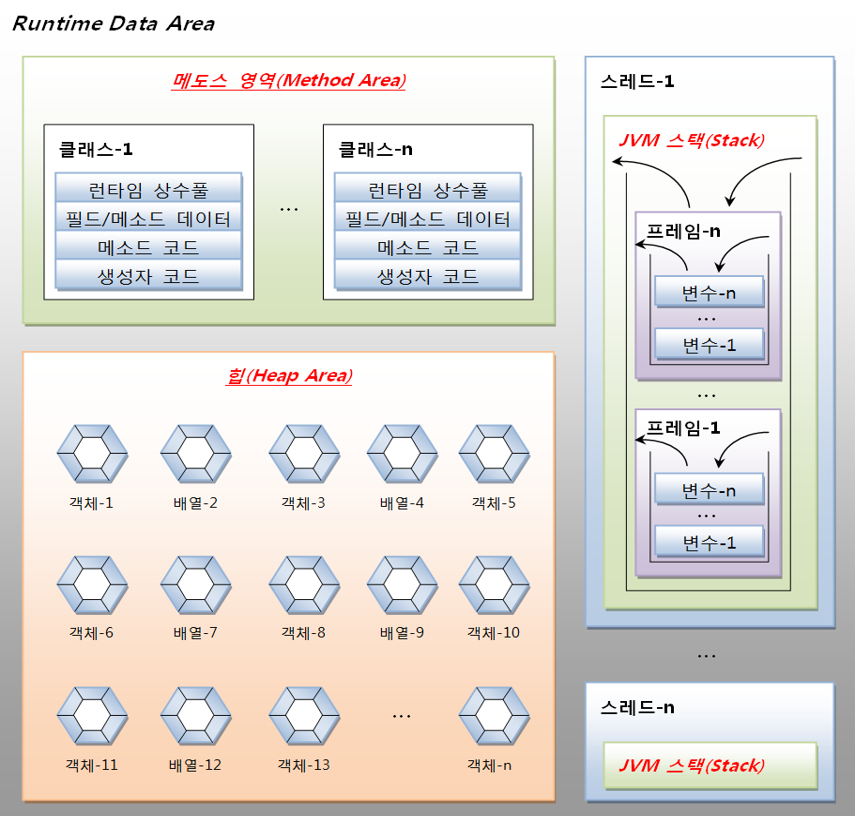 Runtime Data Area
메도스 영역(Method Area)
클래스-1
런타임 상수풀
필드/메소드 데이터
메소드 코드
생성자 코드
...
클래스-n
런타임 상수풀
필드/메소드 데이터
메소드 코드
생성자 코드
힙(Heap Area)
객체-1 배열-2 객체-3 배열-4 객체-5
객체-6 배열-7 객체-8 배열-9 객체-10
...
객체-11 배열-12 객체-13 객체-n
스레드-1
JVM 스택(Stack)
프레임-n
변수-n
...
변수-1
...
프레임-1
변수-n
...
변수-1
...
스레드-n
JVM 스택(Stack)